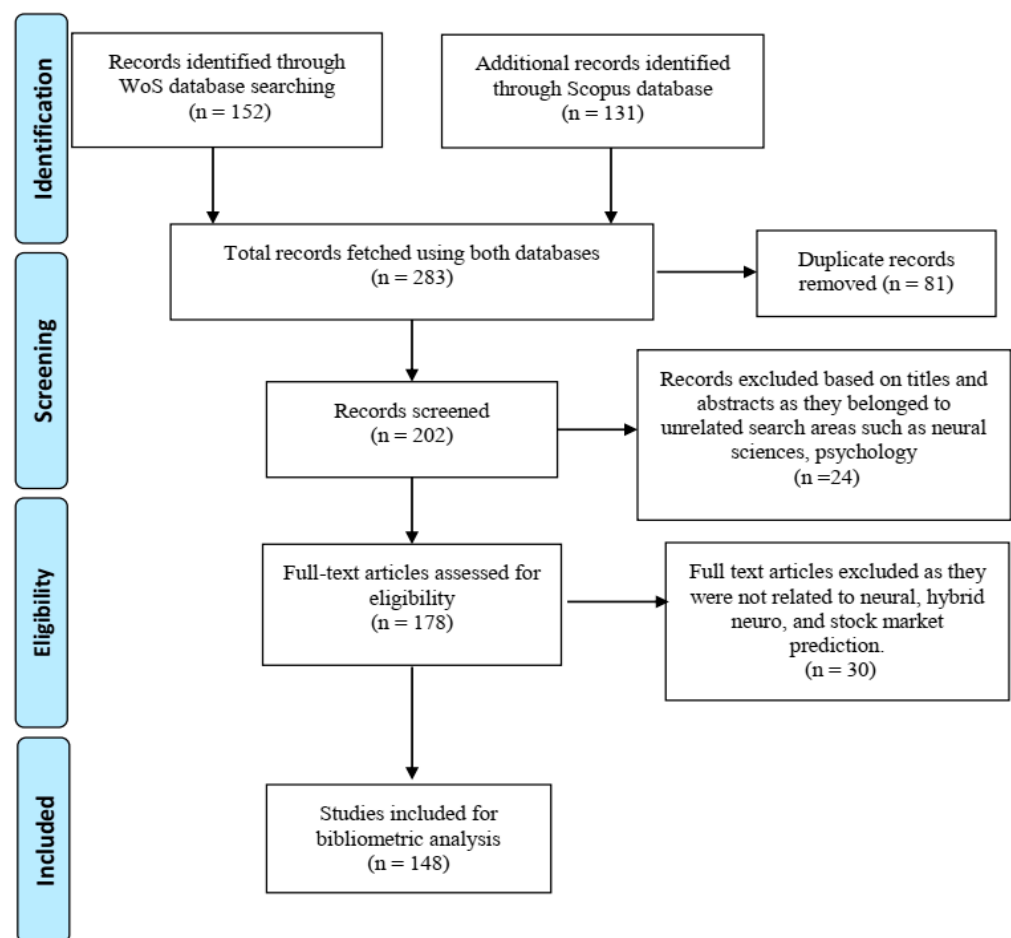 Identification
Records identified through
WoS database searching
(n = 152)
Additional records identified
through Scopus database
(n = 131)
Total records fetched using both databases
(n = 283)
Duplicate records
removed (n = 81)
Screening
Records screened
(n = 202)
Records excluded based on titles and
abstracts as they belonged to
unrelated search areas such as neural
sciences, psychology
(n =24)
Eligibility
Full-text articles assessed for
eligibility
(n = 178)
Full text articles excluded as they
were not related to neural, hybrid
neuro, and stock market
prediction.
(n = 30)
Included
Studies included for
bibliometric analysis
(n = 148)